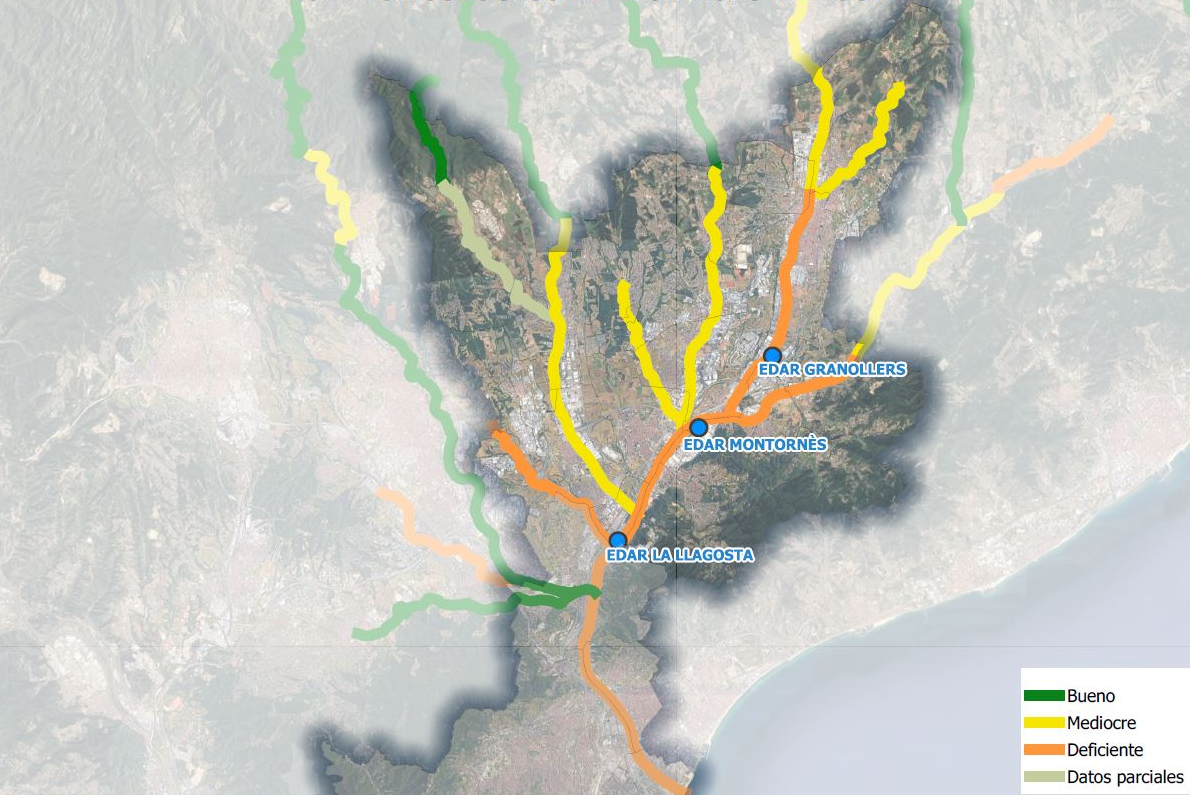 EDAR GRANOLLERS
EDAR MONTORNÈS
EDAR LA LLAGOSTA
Bueno
Mediocre
Deficiente
Datos parciales